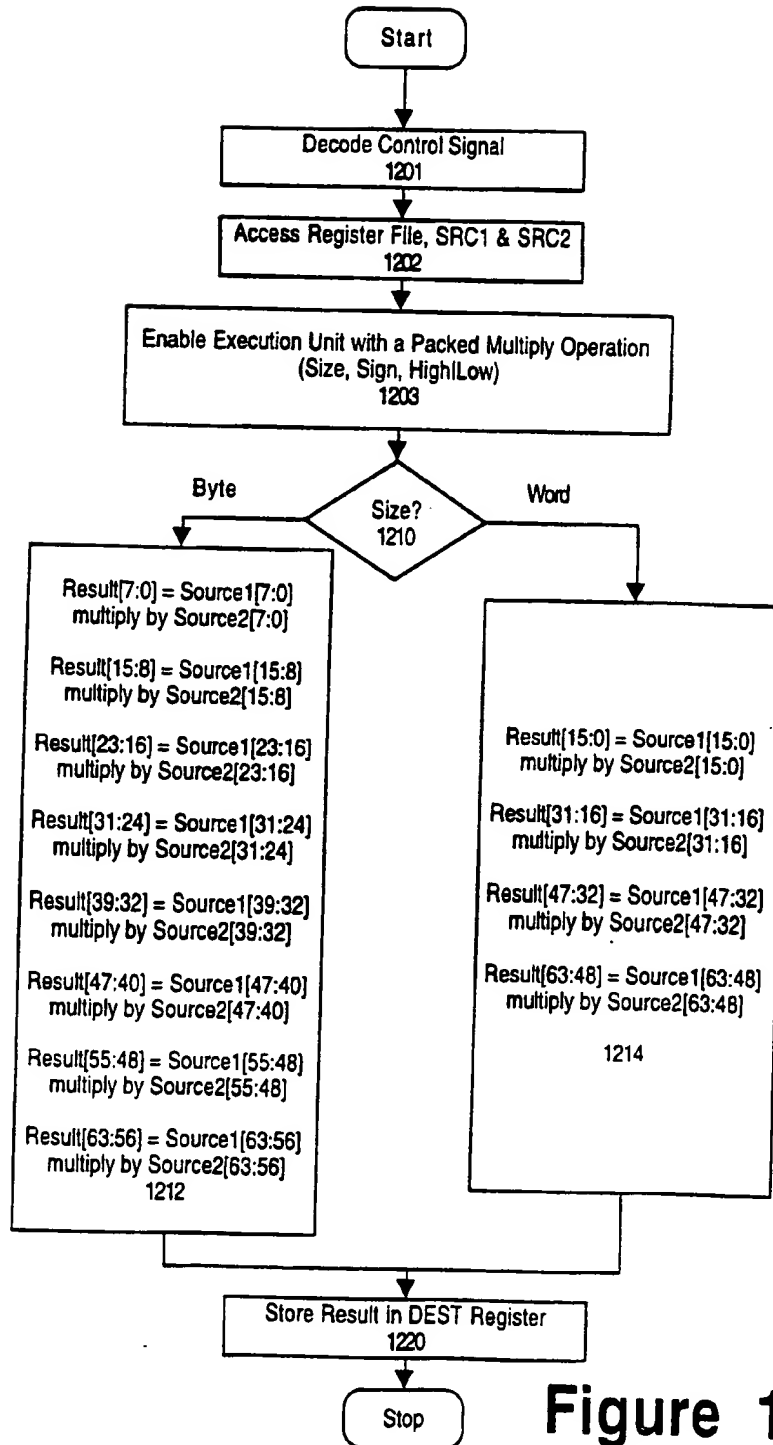 Start
Decode Control Signal
1201
Access Register File, SRC1 & SRC2
1202
Enable Execution Unit with a Packed Multiply Operation
(Size, Sign, High|Low)
1203
Size?
1210
Byte
Word
Result[7:0] = Source1[7:0]
multiply by Source2[7:0]
Result[15:8] = Source1[15:8]
multiply by Source2[15:8]
Result[23:16] = Source1[23:16]
multiply by Source2[23:16]
Result[31:24] = Source1[31:24]
multiply by Source2[31:24]
Result[39:32] = Source1[39:32]
multiply by Source2[39:32]
Result[47:40] = Source1[47:40]
multiply by Source2[47:40]
Result[55:48] = Source1[55:48]
multiply by Source2[55:48]
Result[63:56] = Source1[63:56]
multiply by Source2[63:56]
1212
Result[15:0] = Source1[15:0]
multiply by Source2[15:0]
Result[31:16] = Source1[31:16]
multiply by Source2[31:16]
Result[47:32] = Source1[47:32]
multiply by Source2[47:32]
Result[63:48] = Source1[63:48]
multiply by Source2[63:48]
1214
Store Result in DEST Register
1220
Stop
Figure 1